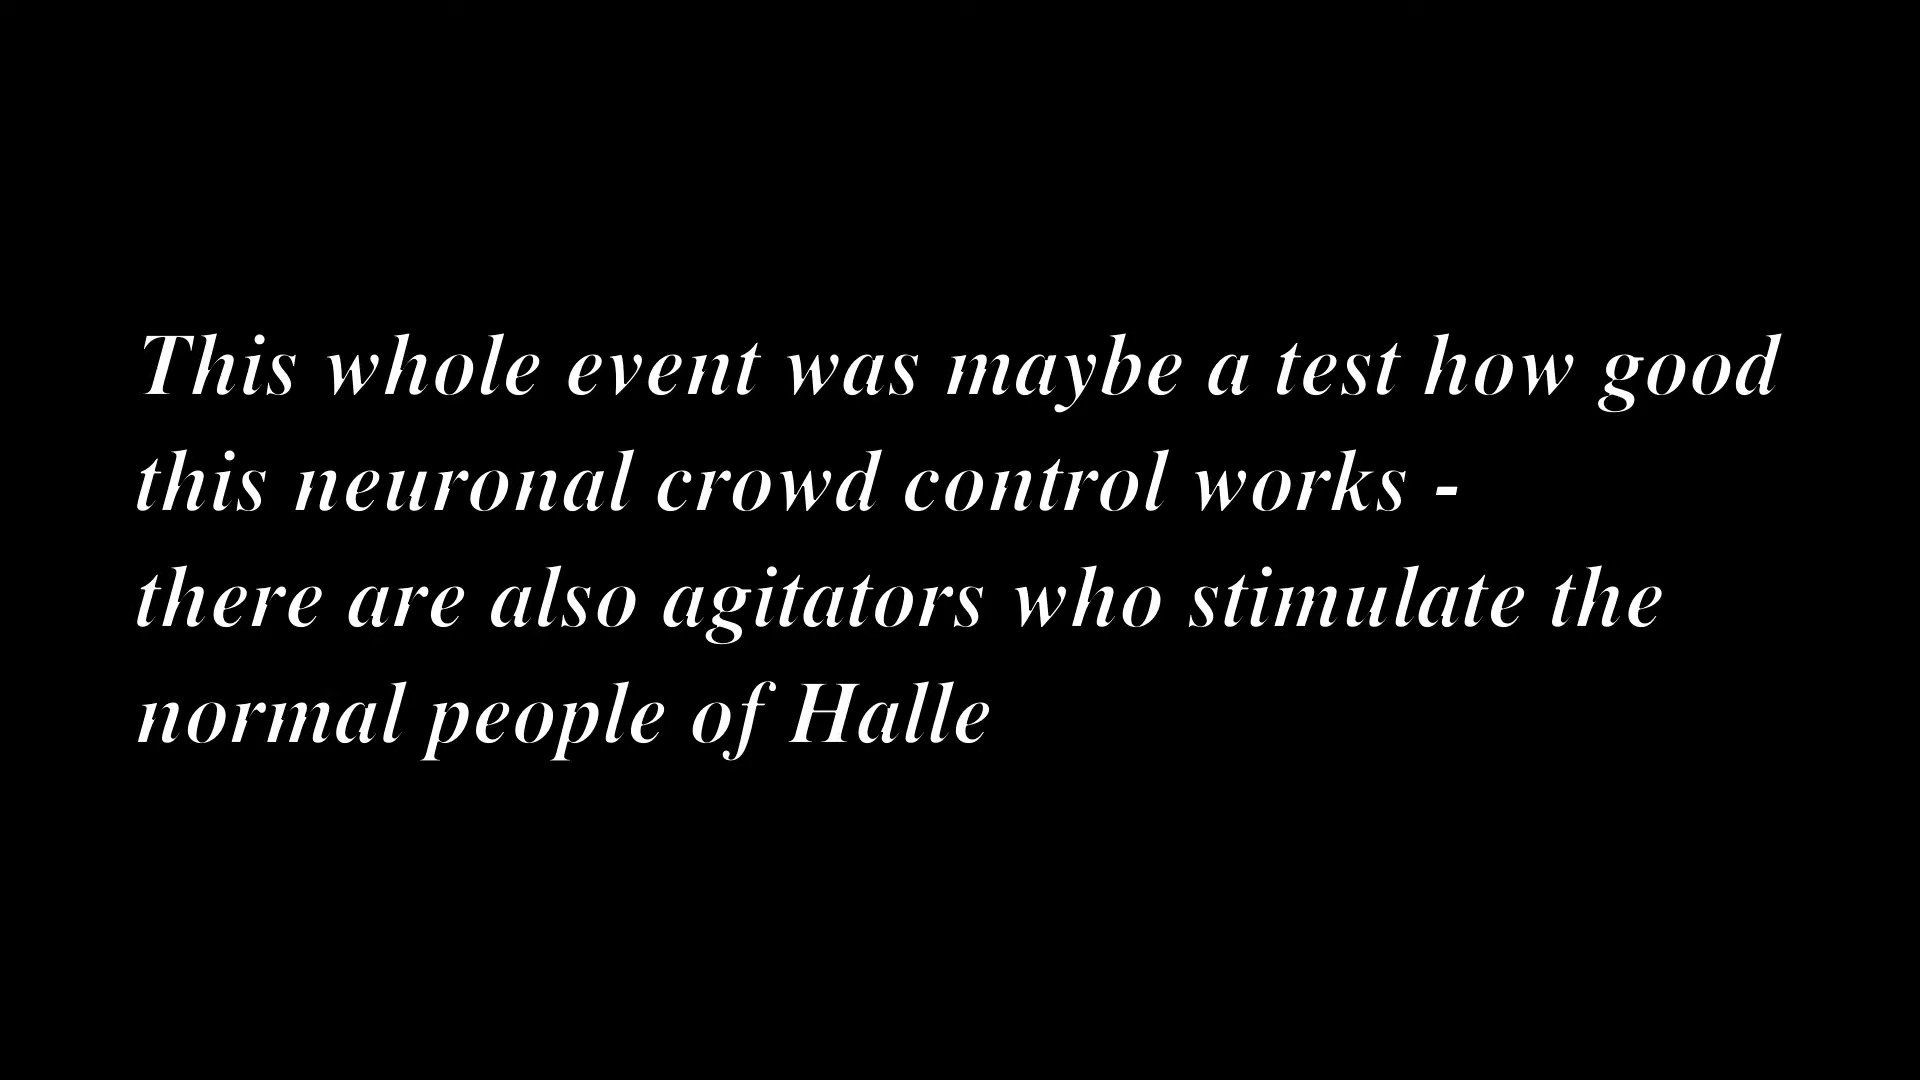 This whole event was maybe a test how good
this neuronal crowd control works -
there are also agitators who stimulate the
normal people of Halle